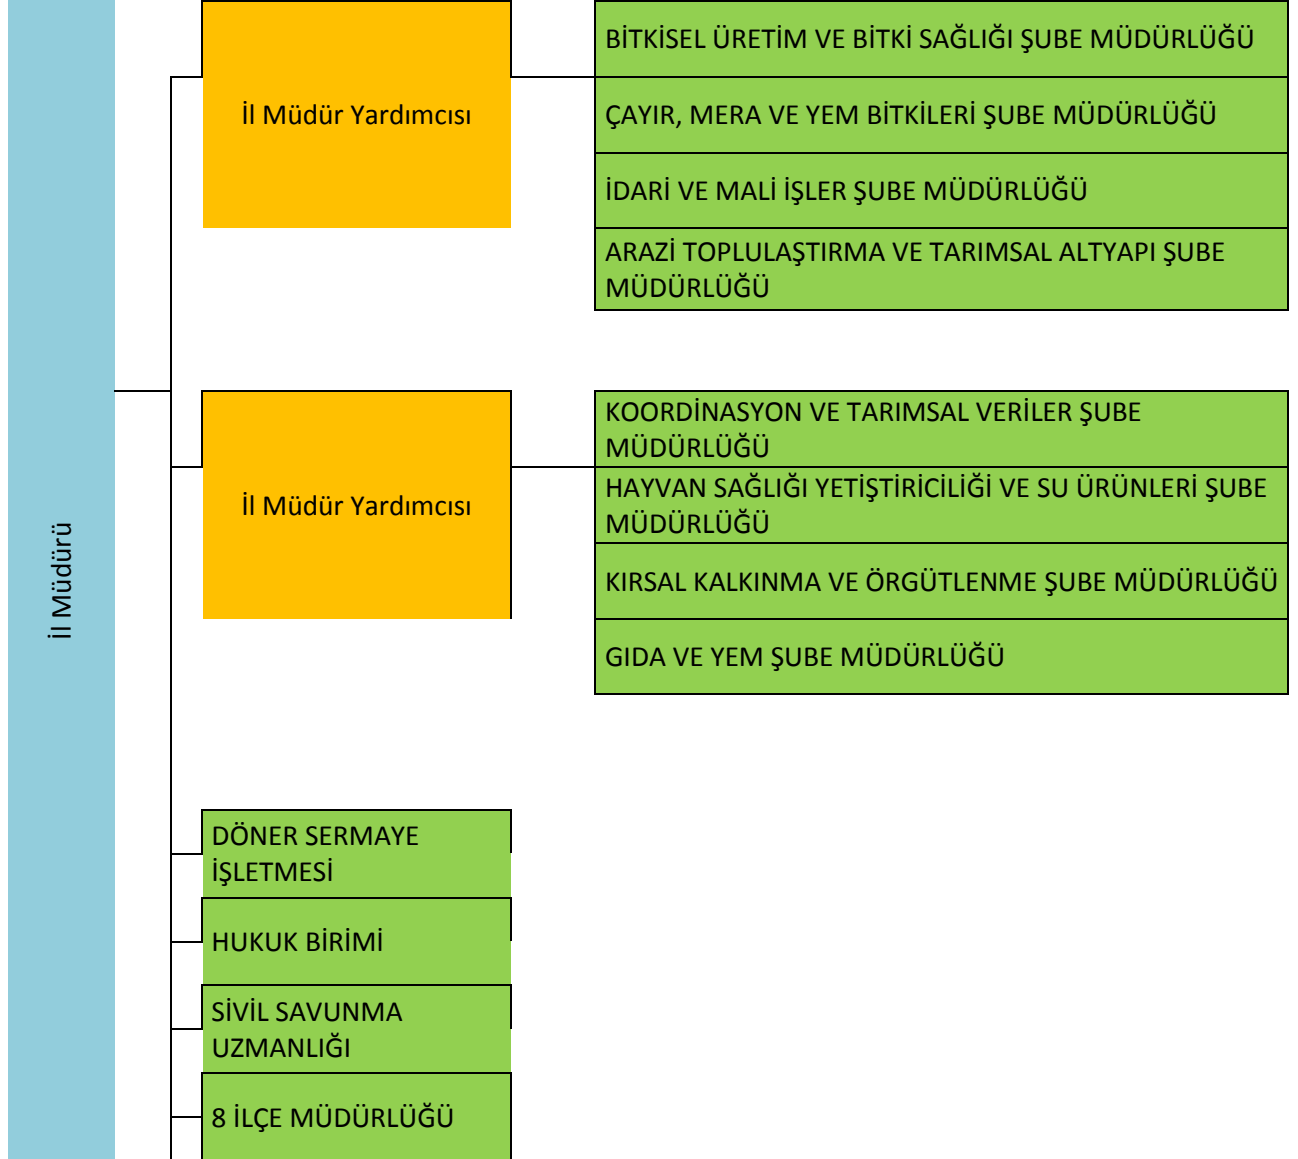 İl Müdürü
İl Müdür Yardımcısı
BİTKİSEL ÜRETİM VE BİTKİ SAĞLIĞI ŞUBE MÜDÜRLÜĞÜ
ÇAYIR, MERA VE YEM BİTKİLERİ ŞUBE MÜDÜRLÜĞÜ
İDARİ VE MALİ İŞLER ŞUBE MÜDÜRLÜĞÜ
ARAZİ TOPLULAŞTIRMA VE TARIMSAL ALTYAPI ŞUBE
MÜDÜRLÜĞÜ
İl Müdür Yardımcısı
KOORDİNASYON VE TARIMSAL VERİLER ŞUBE
MÜDÜRLÜĞÜ
HAYVAN SAĞLIĞI YETİŞTİRİCİLİĞİ VE SU ÜRÜNLERİ ŞUBE
MÜDÜRLÜĞÜ
KIRSAL KALKINMA VE ÖRGÜTLENME ŞUBE MÜDÜRLÜĞÜ
GIDA VE YEM ŞUBE MÜDÜRLÜĞÜ
DÖNER SERMAYE
İŞLETMESİ
HUKUK BİRİMİ
SİVİL SAVUNMA
UZMANLIĞI
8 İLÇE MÜDÜRLÜĞÜ